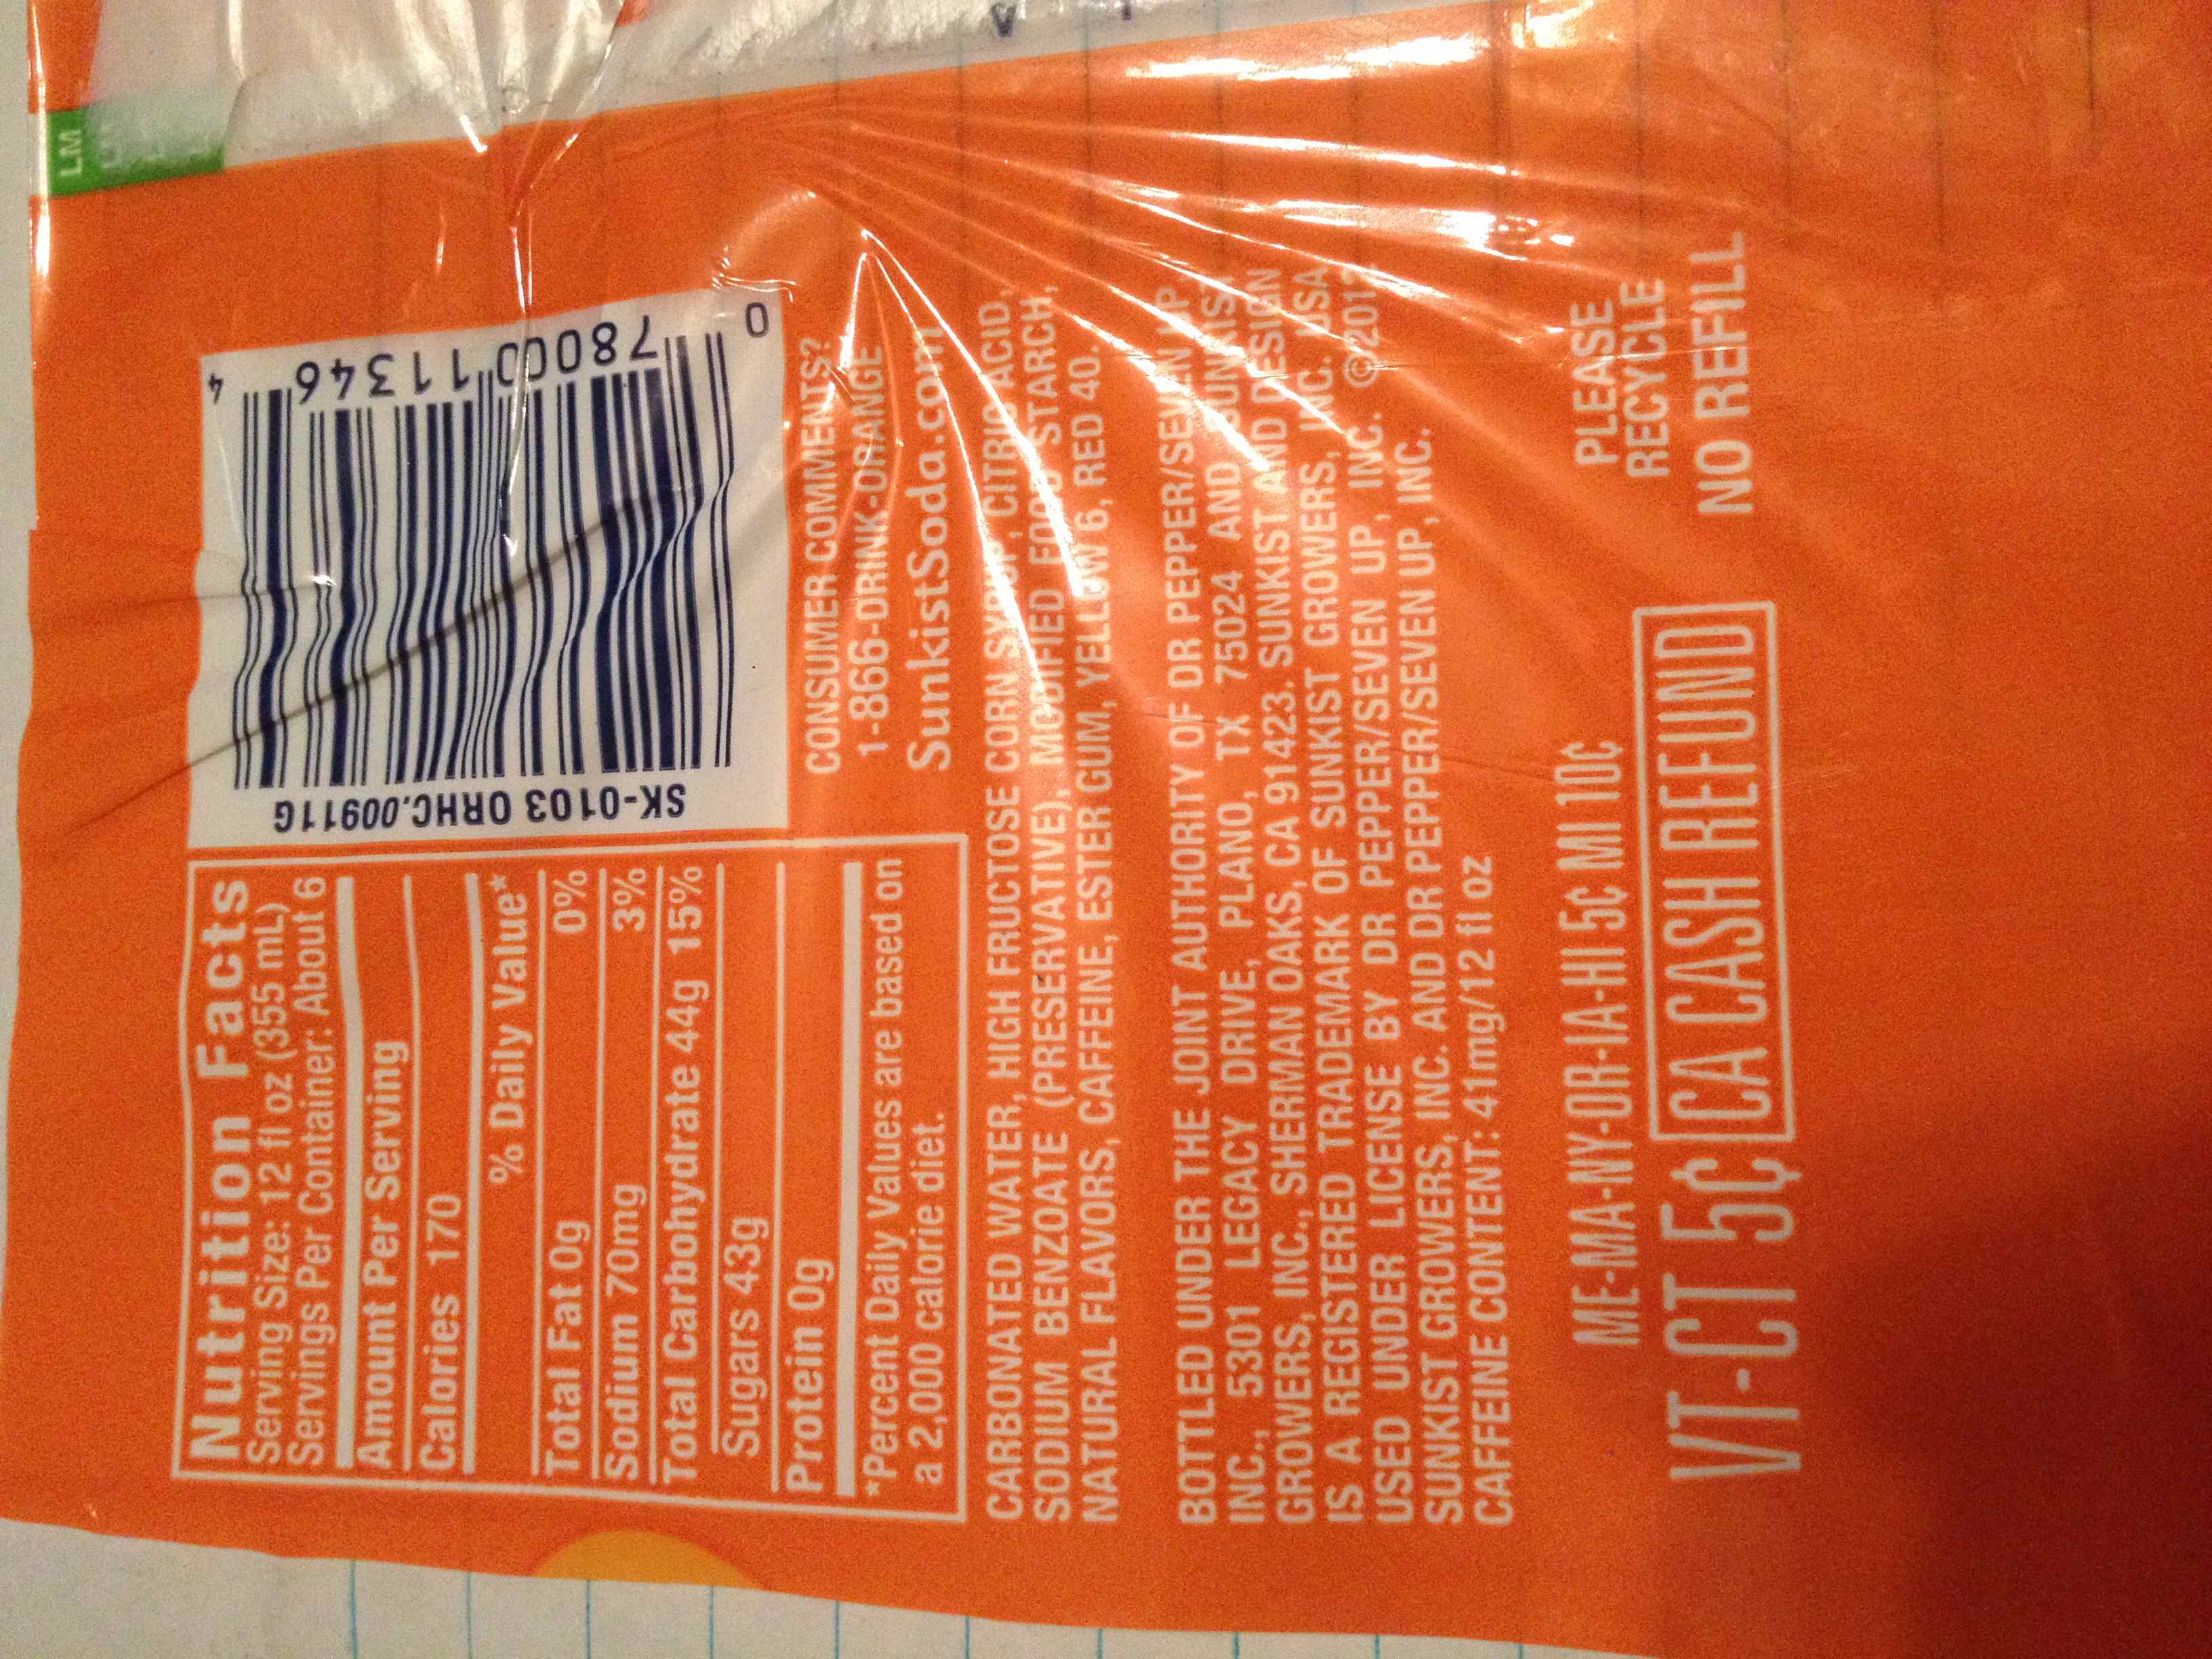 LM
Nutrition Facts
Serving Size: 12 fl oz (355 mL)
Servings Per Container: About 6
Amount Per Serving
Calories 170
% Daily Value*
Total Fat 0g 0%
Sodium 70mg 3%
Total Carbohydrate 44g 15%
Sugars 43g
Protein 0g
*Percent Daily Values are based on
a 2,000 calorie diet.
SK-0103 ORHC.00911G
0 78000 11346 4
CONSUMER COMMENTS?
1-866-DRINK-ORANGE
SunkistSoda.com
CARBONATED WATER, HIGH FRUCTOSE CORN SYRUP, CITRIC ACID,
SODIUM BENZOATE (PRESERVATIVE), MODIFIED FOOD STARCH,
NATURAL FLAVORS, CAFFEINE, ESTER GUM, YELLOW 6, RED 40.
BOTTLED UNDER THE JOINT AUTHORITY OF DR PEPPER/SEVEN UP
INC., 5301 LEGACY DRIVE, PLANO, TX 75024 AND SUNKIST
GROWERS, INC., SHERMAN OAKS, CA 91423. SUNKIST AND DESIGN
IS A REGISTERED TRADEMARK OF SUNKIST GROWERS, INC. USA
USED UNDER LICENSE BY DR PEPPER/SEVEN UP, INC.
SUNKIST GROWERS, INC. AND DR PEPPER/SEVEN UP, INC.
CAFFEINE CONTENT: 41mg/12 fl oz
ME-MA-NY-OR-IA-HI 5¢ MI 10¢
VT-CT 5¢ CA CASH REFUND
PLEASE
RECYCLE
NO REFILL